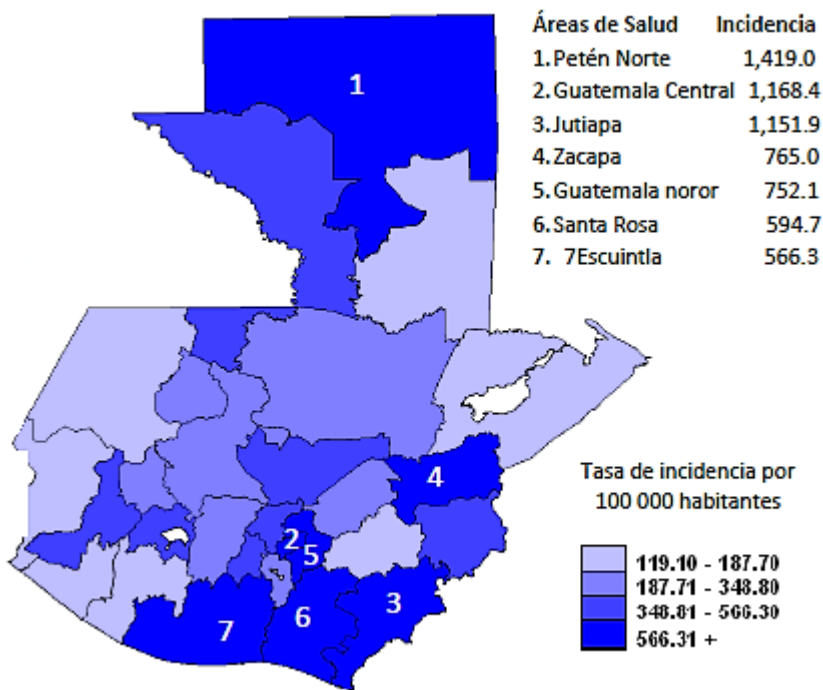 Áreas de Salud Incidencia
1. Petén Norte 1,419.0
2. Guatemala Central 1,168.4
3. Jutiapa 1,151.9
4. Zacapa 765.0
5. Guatemala noror 752.1
6. Santa Rosa 594.7
7. 7Escuintla 566.3
1
4
2
5
3
6
7
Tasa de incidencia por
100 000 habitantes
119.10 - 187.70
187.71 - 348.80
348.81 - 566.30
566.31 +